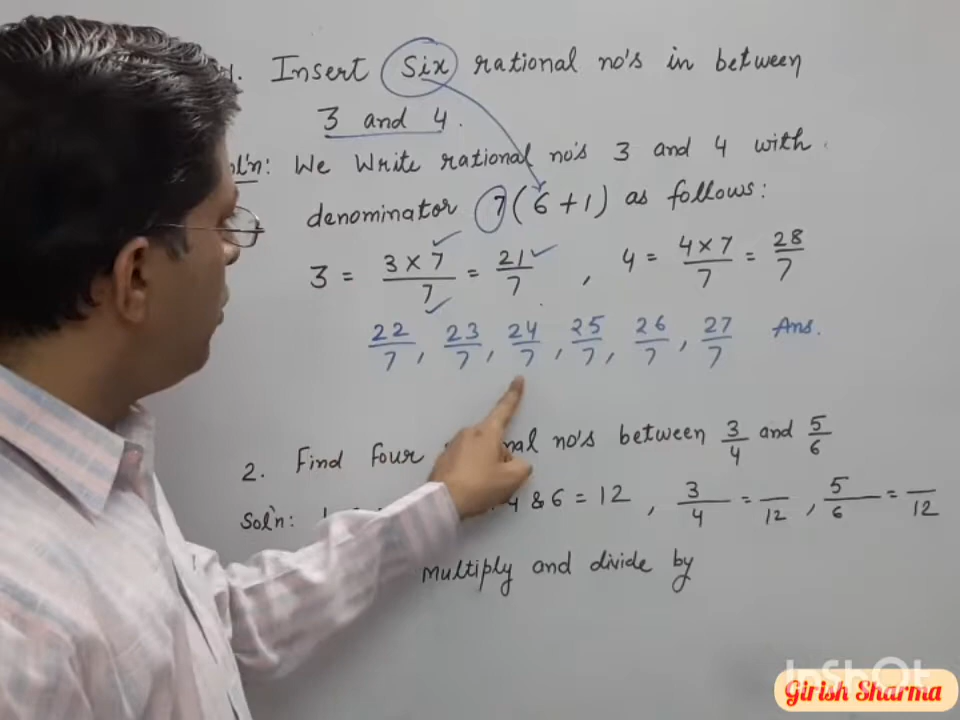 1. Insert Six rational no's in between
3 and 4.
Sol'n: We Write rational no's 3 and 4 with
denominator 7 (6+1) as follows:
3 = 3 × 7 / 7 = 21/7 , 4 = 4 × 7 / 7 = 28/7
22/7, 23/7, 24/7, 25/7, 26/7, 27/7 Ans.
2. Find four no's between 3/4 and 5/6
Sol'n: 4 & 6 = 12 , 3/4 = /12 , 5/6 = /12
Multiply and divide by
InShOt
Girish Sharma